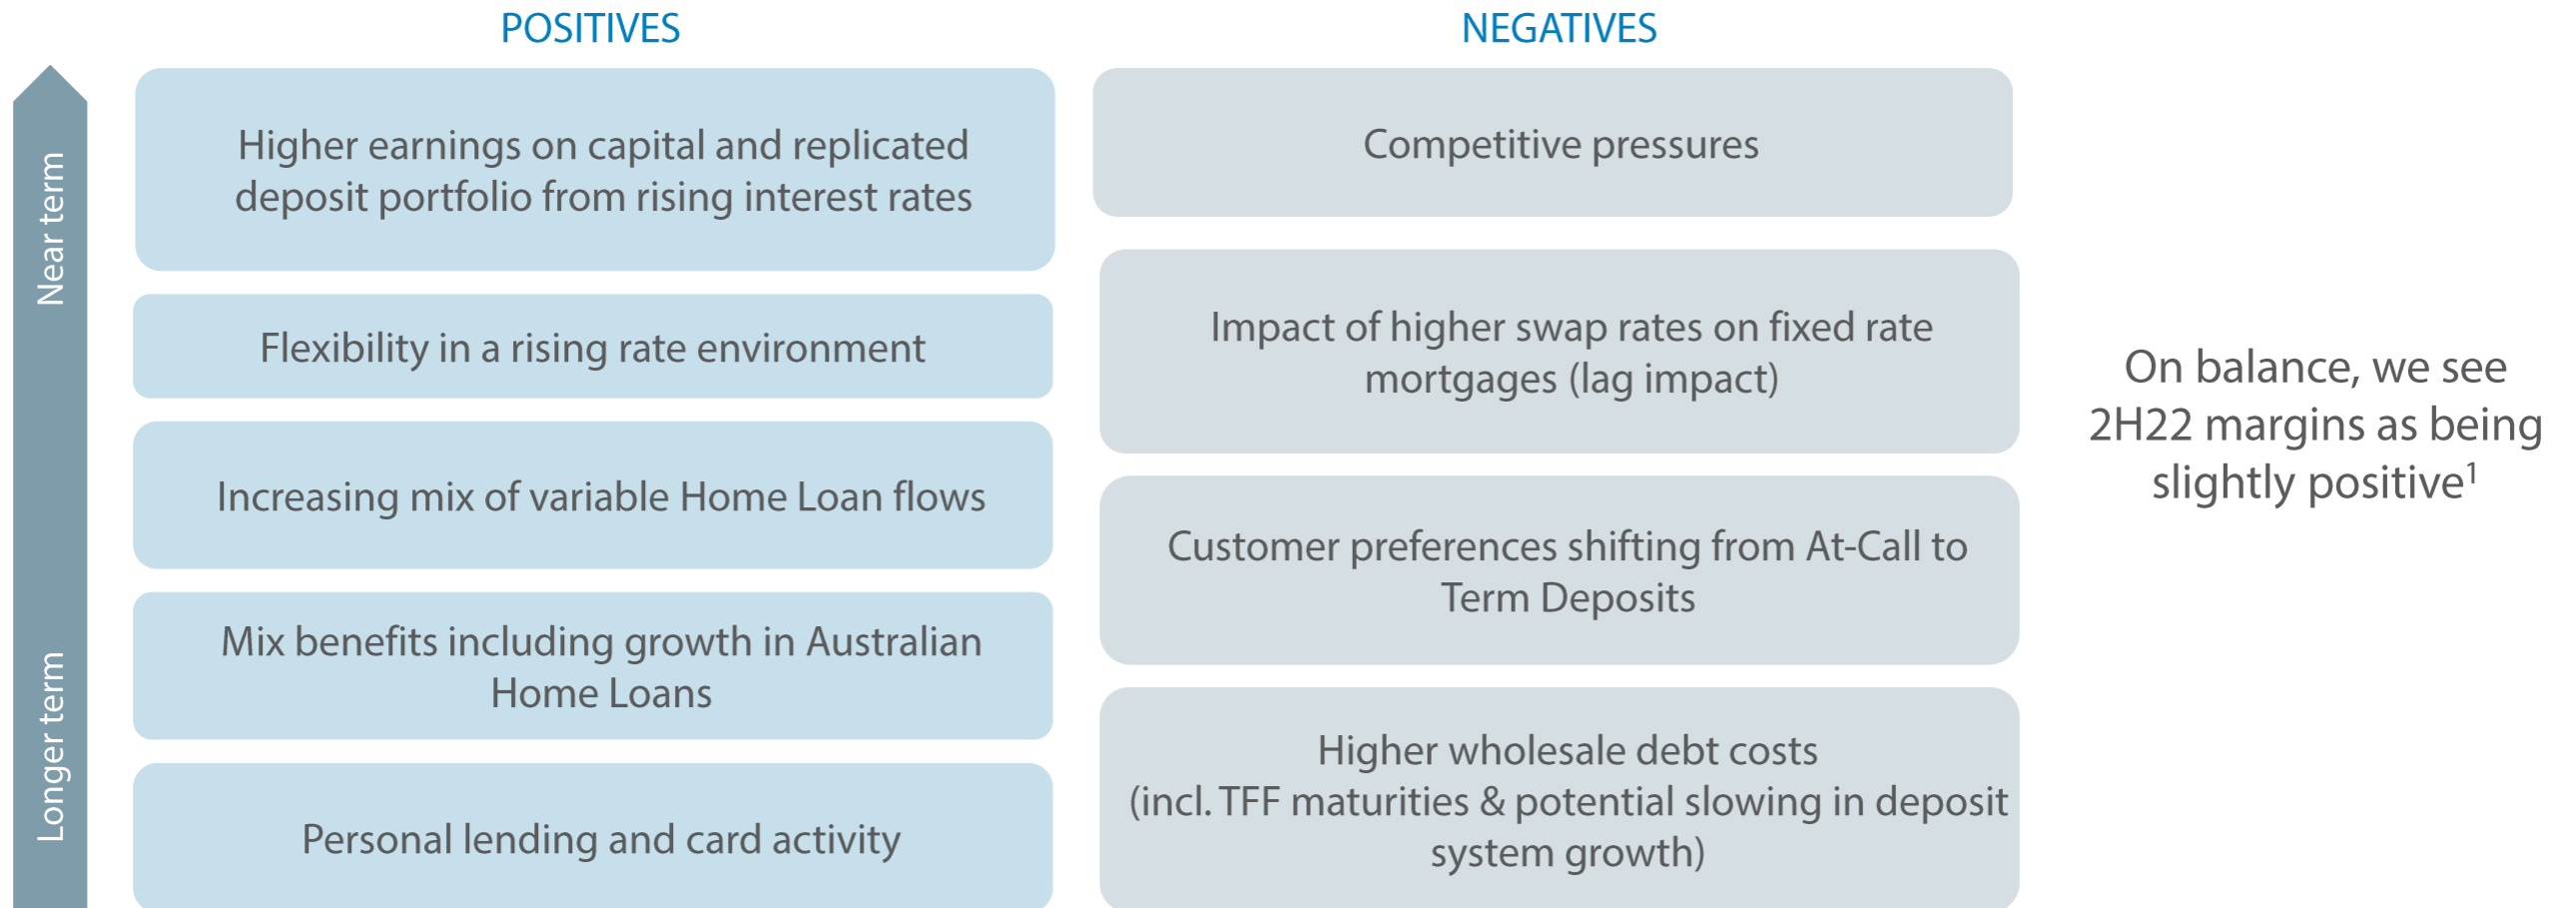 POSITIVES
Higher earnings on capital and replicated
deposit portfolio from rising interest rates
Flexibility in a rising rate environment
Increasing mix of variable Home Loan flows
Mix benefits including growth in Australian
Home Loans
Personal lending and card activity
NEGATIVES
Competitive pressures
Impact of higher swap rates on fixed rate
mortgages (lag impact)
Customer preferences shifting from At-Call to
Term Deposits
Higher wholesale debt costs
(incl. TFF maturities & potential slowing in deposit
system growth)
Near term
Longer term
On balance, we see
2H22 margins as being
slightly positive¹